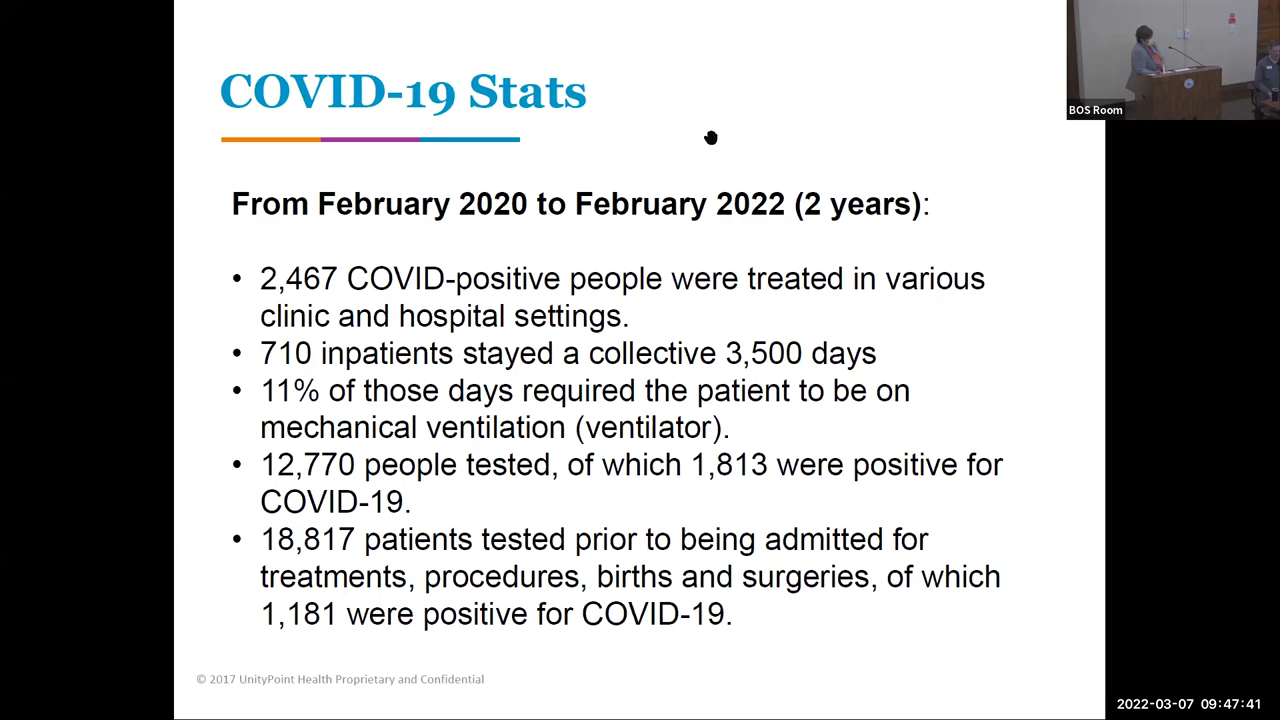 COVID-19 Stats
BOS Room
From February 2020 to February 2022 (2 years):
• 2,467 COVID-positive people were treated in various
clinic and hospital settings.
• 710 inpatients stayed a collective 3,500 days
• 11% of those days required the patient to be on
mechanical ventilation (ventilator).
• 12,770 people tested, of which 1,813 were positive for
COVID-19.
• 18,817 patients tested prior to being admitted for
treatments, procedures, births and surgeries, of which
1,181 were positive for COVID-19.
© 2017 UnityPoint Health Proprietary and Confidential
2022-03-07 09:47:41